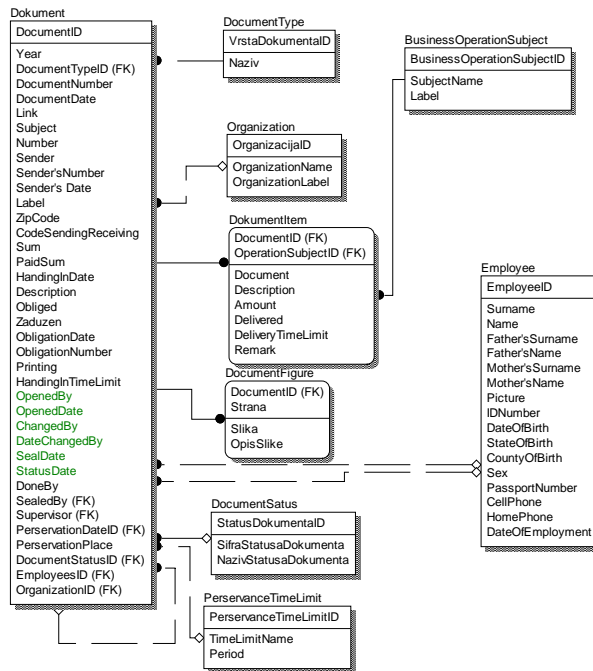 Dokument
DocumentID
Year
DocumentTypeID (FK)
DocumentNumber
DocumentDate
Link
Subject
Number
Sender
Sender'sNumber
Sender's Date
Label
ZipCode
CodeSendingReceiving
Sum
PaidSum
HandingInDate
Description
Obliged
Zaduzen
ObligationDate
ObligationNumber
Printing
HandingInTimeLimit
OpenedBy
OpenedDate
ChangedBy
DateChangedBy
SealDate
StatusDate
DoneBy
SealedBy (FK)
Supervisor (FK)
PerservationDateID (FK)
PerservationPlace
DocumentStatusID (FK)
EmployeesID (FK)
OrganizationID (FK)
DocumentType
VrstaDokumentaID
Naziv
Organization
OrganizacijaID
OrganizationName
OrganizationLabel
DokumentItem
DocumentID (FK)
OperationSubjectID (FK)
Document
Description
Amount
Delivered
DeliveryTimeLimit
Remark
DocumentFigure
DocumentID (FK)
Strana
Slika
OpisSlike
DocumentSatus
StatusDokumentaID
SifraStatusaDokumenta
NazivStatusaDokumenta
PerservanceTimeLimit
PerservanceTimeLimitID
TimeLimitName
Period
BusinessOperationSubject
BusinessOperationSubjectID
SubjectName
Label
Employee
EmployeeID
Surname
Name
Father'sSurname
Father'sName
Mother'sSurname
Mother'sName
Picture
IDNumber
DateOfBirth
StateOfBirth
CountyOfBirth
Sex
PassportNumber
CellPhone
HomePhone
DateOfEmployment